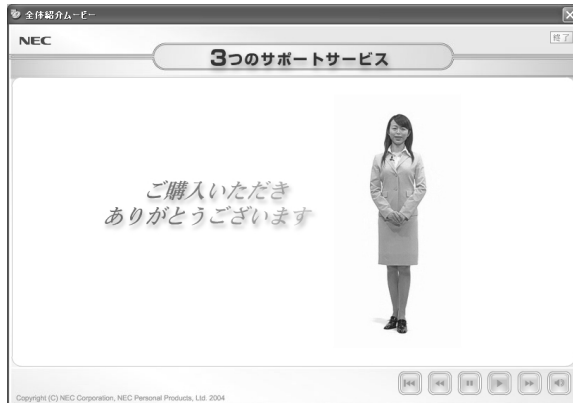 全体紹介ムービー
NEC
終了
3つのサポートサービス
ご購入いただき
ありがとうございます
Copyright (C) NEC Corporation, NEC Personal Products, Ltd. 2004